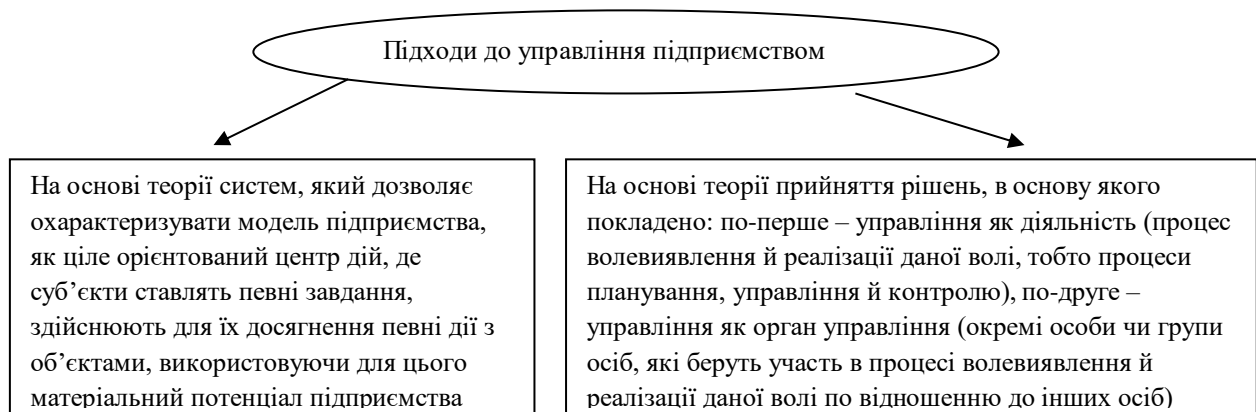 Підходи до управління підприємством
На основі теорії систем, який дозволяє
охарактеризувати модель підприємства,
як ціле орієнтований центр дій, де
суб’єкти ставлять певні завдання,
здійснюють для їх досягнення певні дії з
об’єктами, використовуючи для цього
матеріальний потенціал підприємства
На основі теорії прийняття рішень, в основу якого
покладено: по-перше – управління як діяльність (процес
волевиявлення й реалізації даної волі, тобто процеси
планування, управління й контролю), по-друге –
управління як орган управління (окремі особи чи групи
осіб, які беруть участь в процесі волевиявлення й
реалізації даної волі по відношенню до інших осіб)